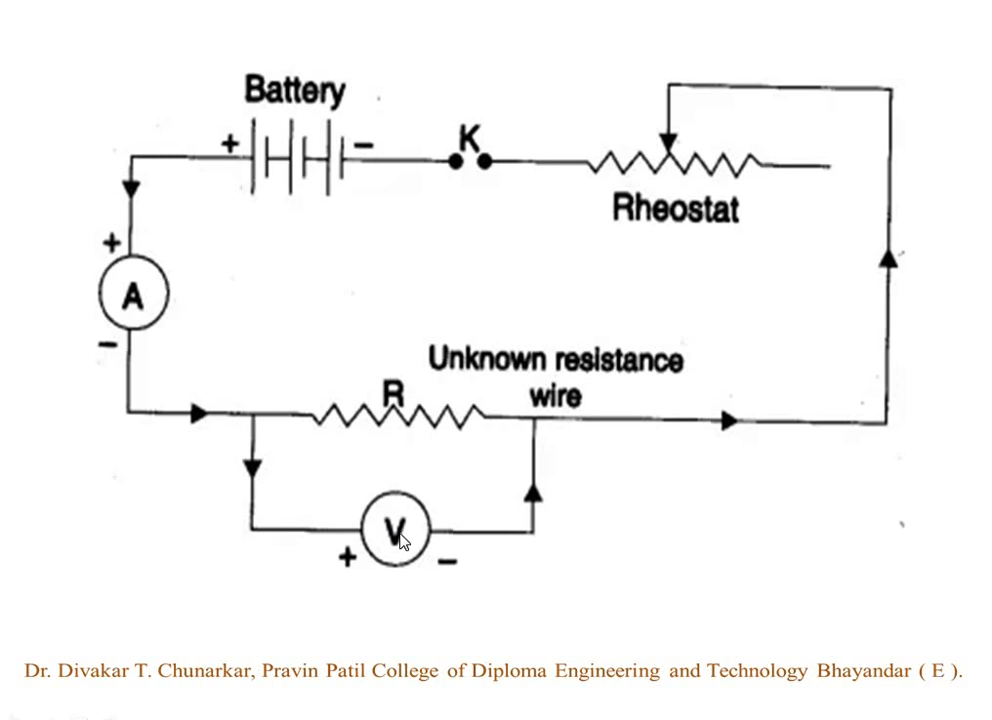 Battery
+ −
K
Rheostat
+
A
−
Unknown resistance
wire
R
V
+ −
Dr. Divakar T. Chunarkar, Pravin Patil College of Diploma Engineering and Technology Bhayandar ( E ).